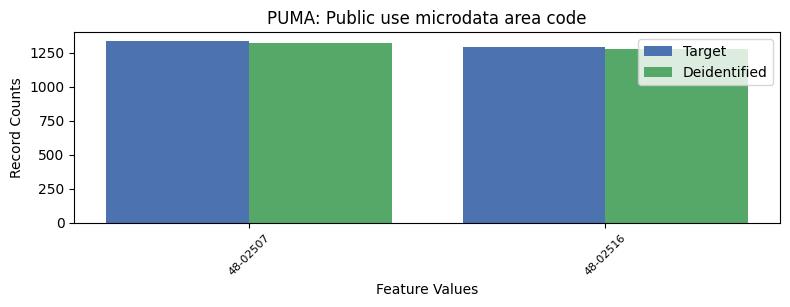 PUMA: Public use microdata area code
Target
Deidentified
Record Counts
1250
1000
750
500
250
0
48-02507
48-02516
Feature Values